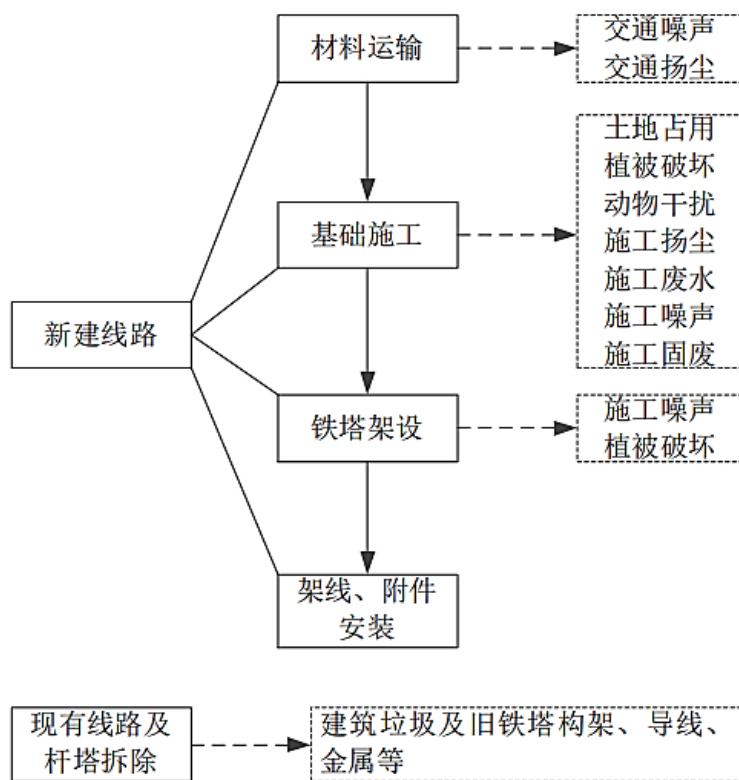 材料运输
交通噪声
交通扬尘
土地占用
植被破坏
动物干扰
施工扬尘
施工废水
施工噪声
施工固废
基础施工
新建线路
铁塔架设
施工噪声
植被破坏
架线、附件
安装
现有线路及
杆塔拆除
建筑垃圾及旧铁塔构架、导线、
金属等